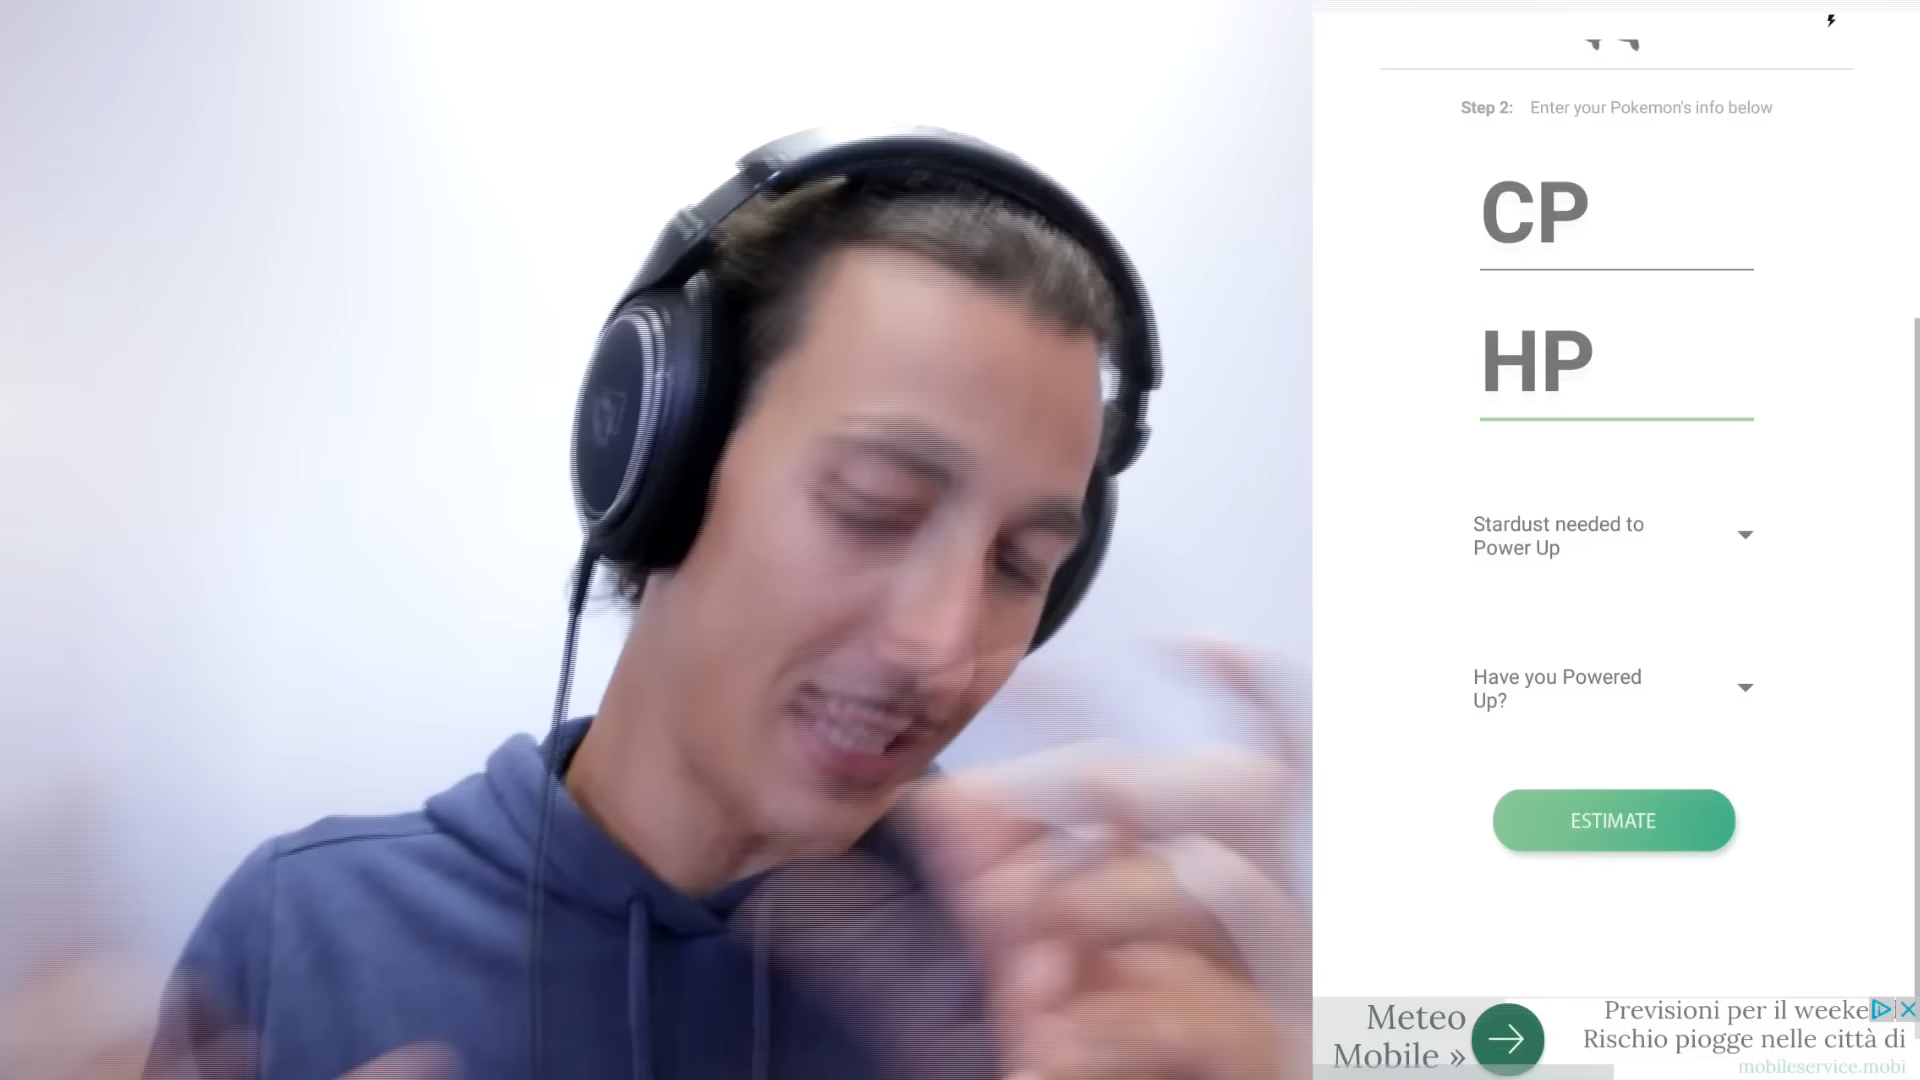 Step 2: Enter your Pokemon's info below
CP
HP
Stardust needed to
Power Up
Have you Powered
Up?
ESTIMATE
Meteo
Mobile »
Previsioni per il weeke
Rischio piogge nelle città di
mobileservice.mobi